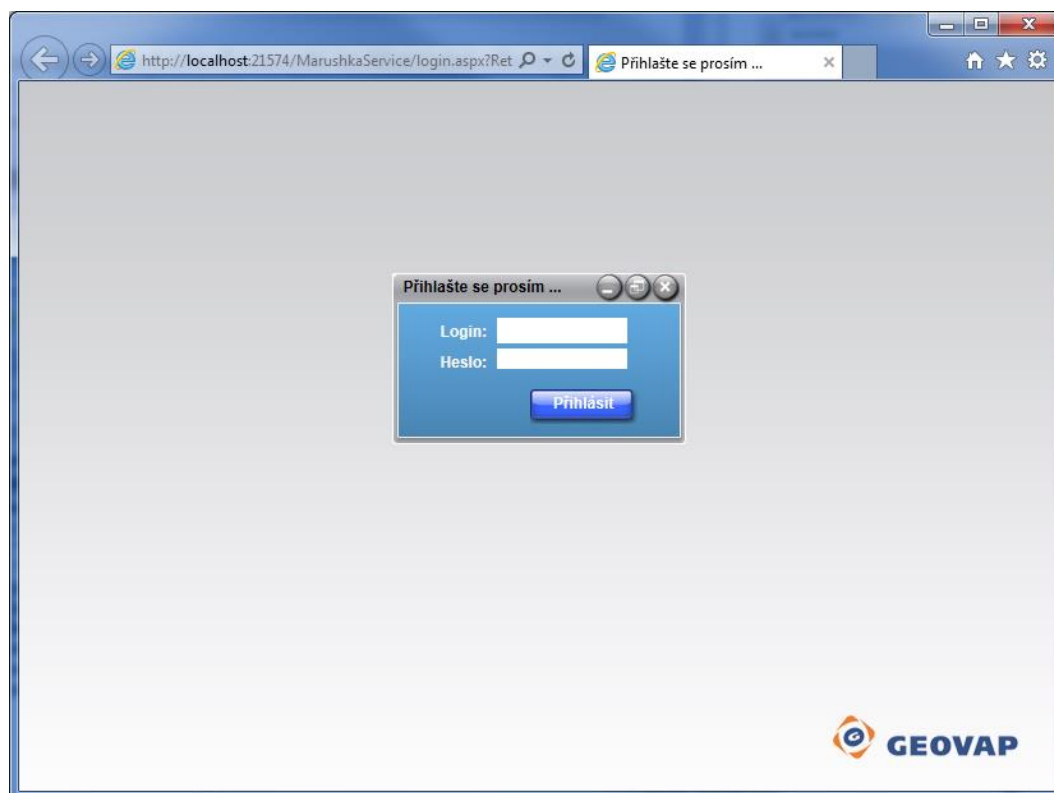 http://localhost:21574/MarushkaService/login.aspx?Ret
Přihlašte se prosím ...
Přihlašte se prosím ...
Login:
Heslo:
Přihlásit
GEOVAP